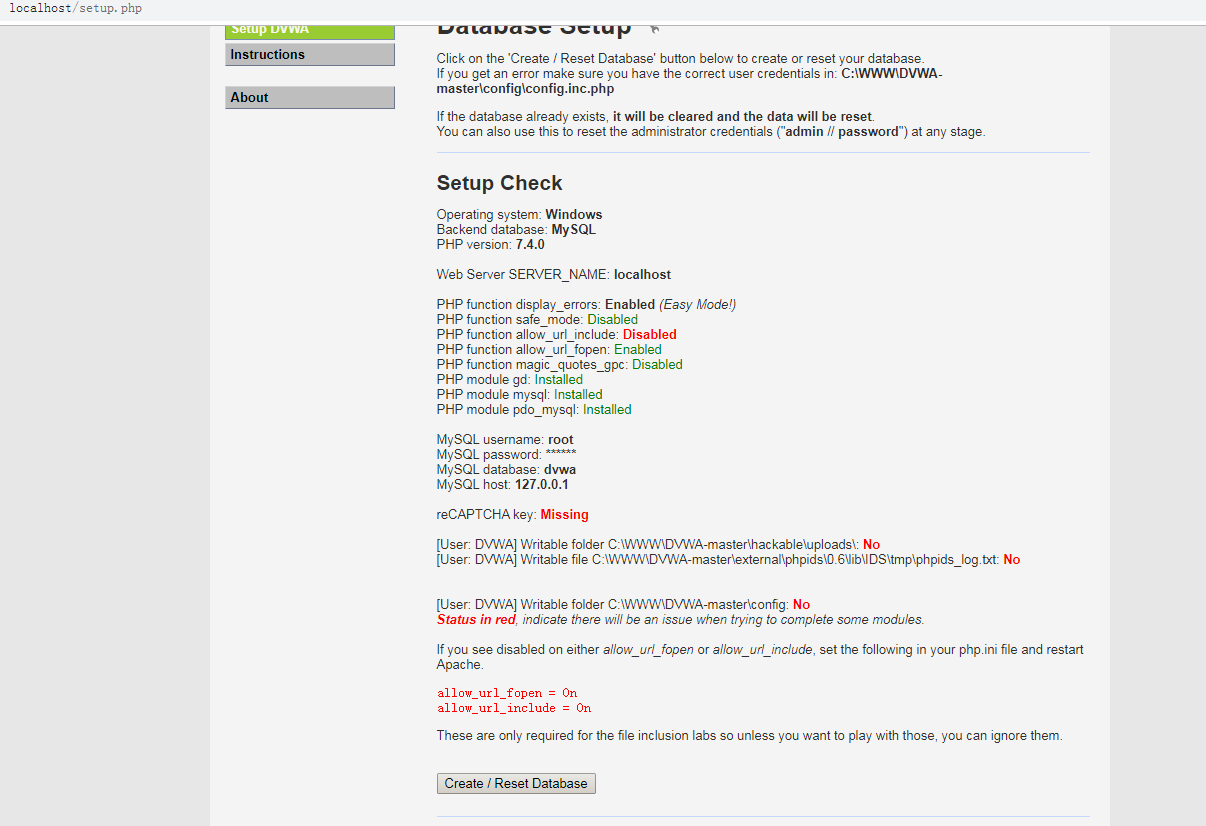 localhost/setup.php
Setup DVWA
Instructions
About
Database Setup
Click on the 'Create / Reset Database' button below to create or reset your database.
If you get an error make sure you have the correct user credentials in: C:\WWW\DVWA-
master\config\config.inc.php
If the database already exists, it will be cleared and the data will be reset.
You can also use this to reset the administrator credentials ("admin // password") at any stage.
Setup Check
Operating system: Windows
Backend database: MySQL
PHP version: 7.4.0
Web Server SERVER_NAME: localhost
PHP function display_errors: Enabled (Easy Mode!)
PHP function safe_mode: Disabled
PHP function allow_url_include: Disabled
PHP function allow_url_fopen: Enabled
PHP function magic_quotes_gpc: Disabled
PHP module gd: Installed
PHP module mysql: Installed
PHP module pdo_mysql: Installed
MySQL username: root
MySQL password: ******
MySQL database: dvwa
MySQL host: 127.0.0.1
reCAPTCHA key: Missing
[User: DVWA] Writable folder C:\WWW\DVWA-master\hackable\uploads\: No
[User: DVWA] Writable file C:\WWW\DVWA-master\external\phpids\0.6\lib\IDS\tmp\phpids_log.txt: No
[User: DVWA] Writable folder C:\WWW\DVWA-master\config: No
Status in red, indicate there will be an issue when trying to complete some modules.
If you see disabled on either allow_url_fopen or allow_url_include, set the following in your php.ini file and restart
Apache.
allow_url_fopen = On
allow_url_include = On
These are only required for the file inclusion labs so unless you want to play with those, you can ignore them.
Create / Reset Database